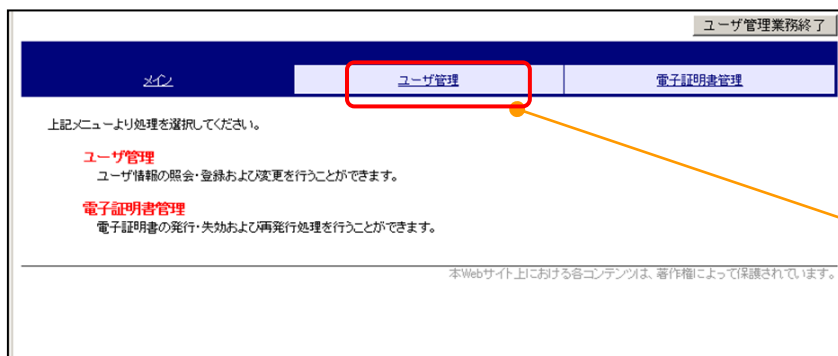 ユーザ管理業務終了
メイン ユーザ管理 電子証明書管理
上記メニューより処理を選択してください。
ユーザ管理
ユーザ情報の照会・登録および変更を行うことができます。
電子証明書管理
電子証明書の発行・失効および再発行処理を行うことができます。
本Webサイト上における各コンテンツは、著作権によって保護されています。